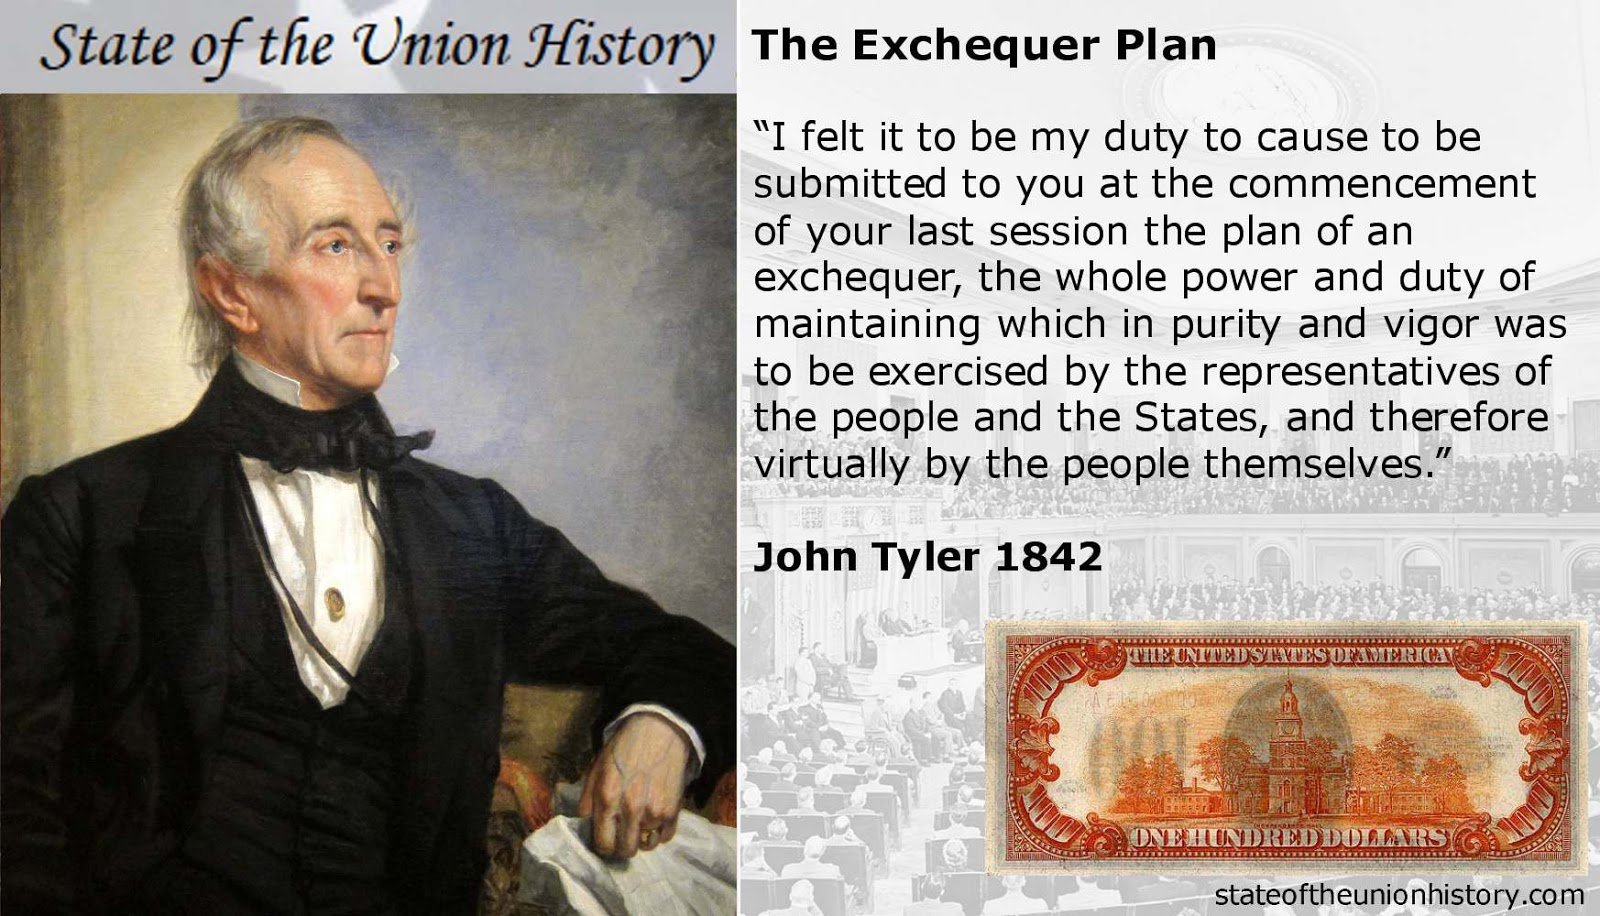 State of the Union History
The Exchequer Plan
“I felt it to be my duty to cause to be
submitted to you at the commencement
of your last session the plan of an
exchequer, the whole power and duty of
maintaining which in purity and vigor was
to be exercised by the representatives of
the people and the States, and therefore
virtually by the people themselves.”
John Tyler 1842
THE UNITED STATES OF AMERICA
100
100
100
100
ONE HUNDRED DOLLARS
stateoftheunionhistory.com